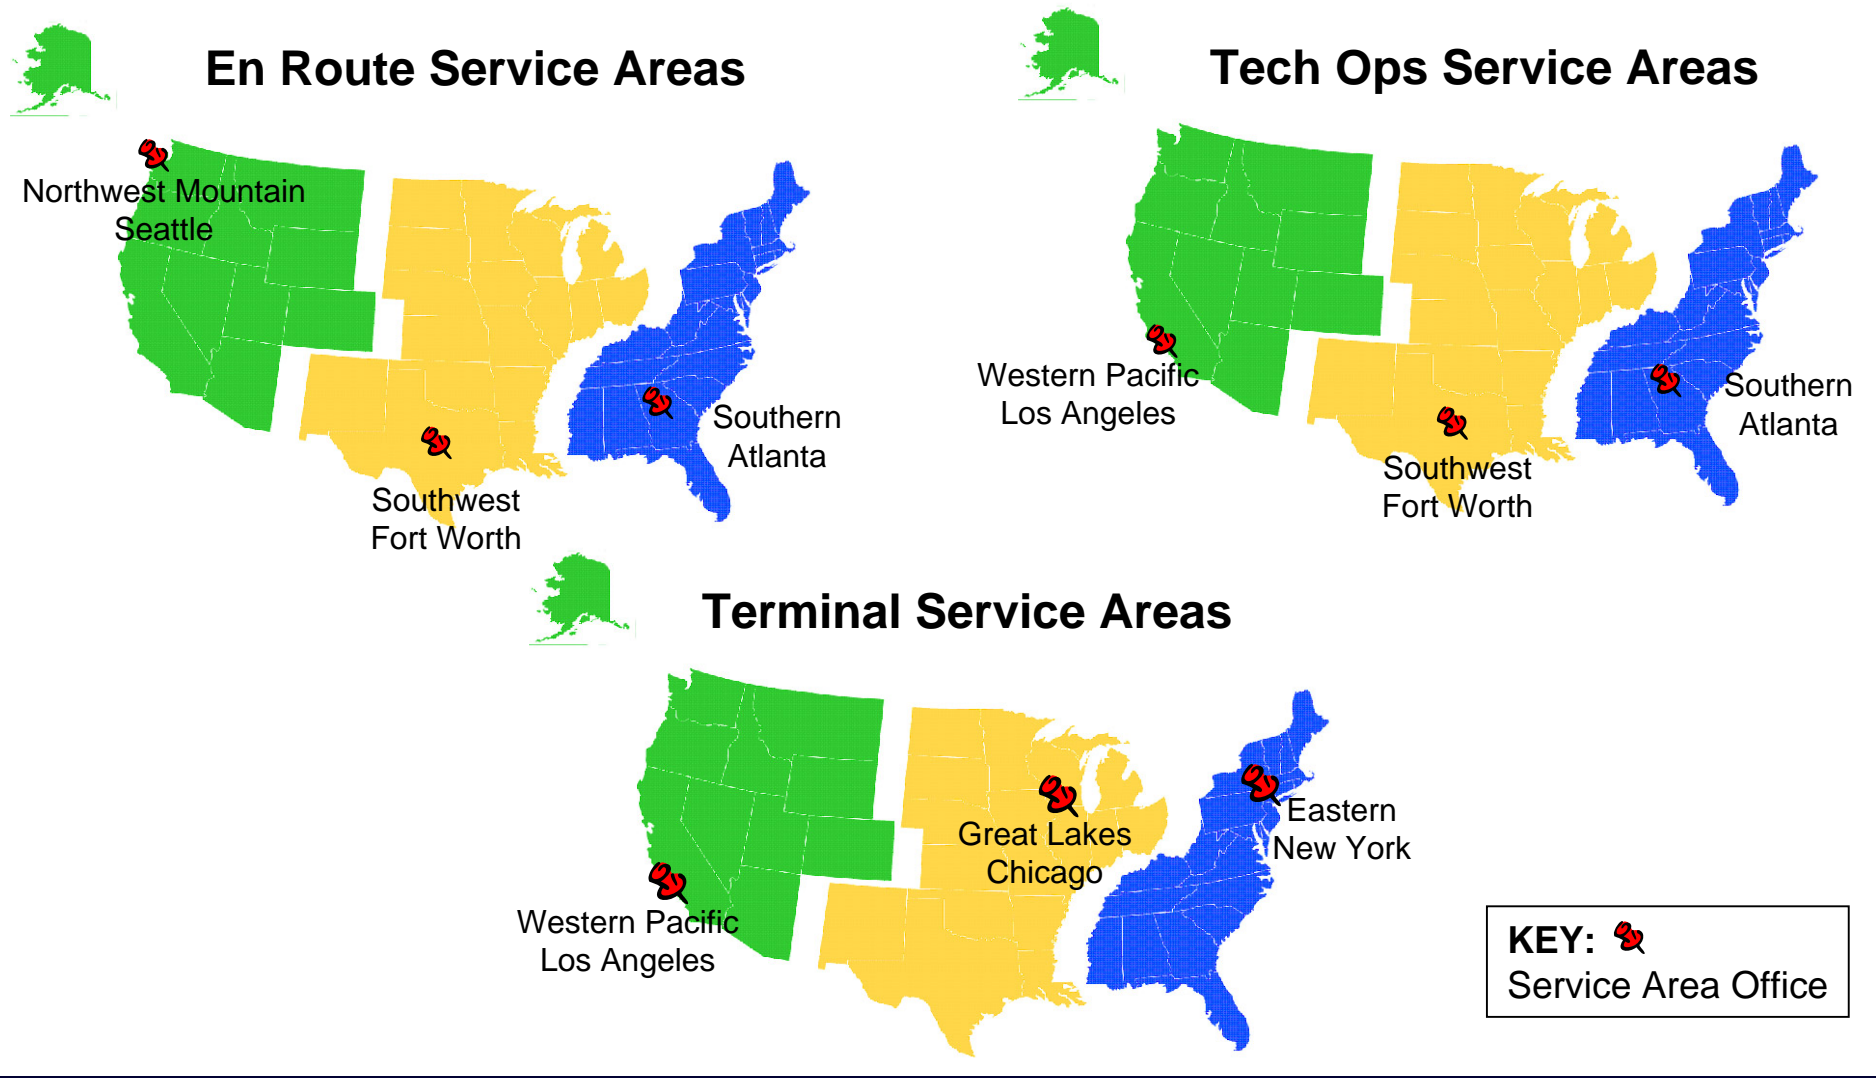 En Route Service Areas
Northwest Mountain
Seattle
Southern
Atlanta
Southwest
Fort Worth
Tech Ops Service Areas
Western Pacific
Los Angeles
Southern
Atlanta
Southwest
Fort Worth
Terminal Service Areas
Great Lakes
Chicago
Eastern
New York
Western Pacific
Los Angeles
KEY:
Service Area Office